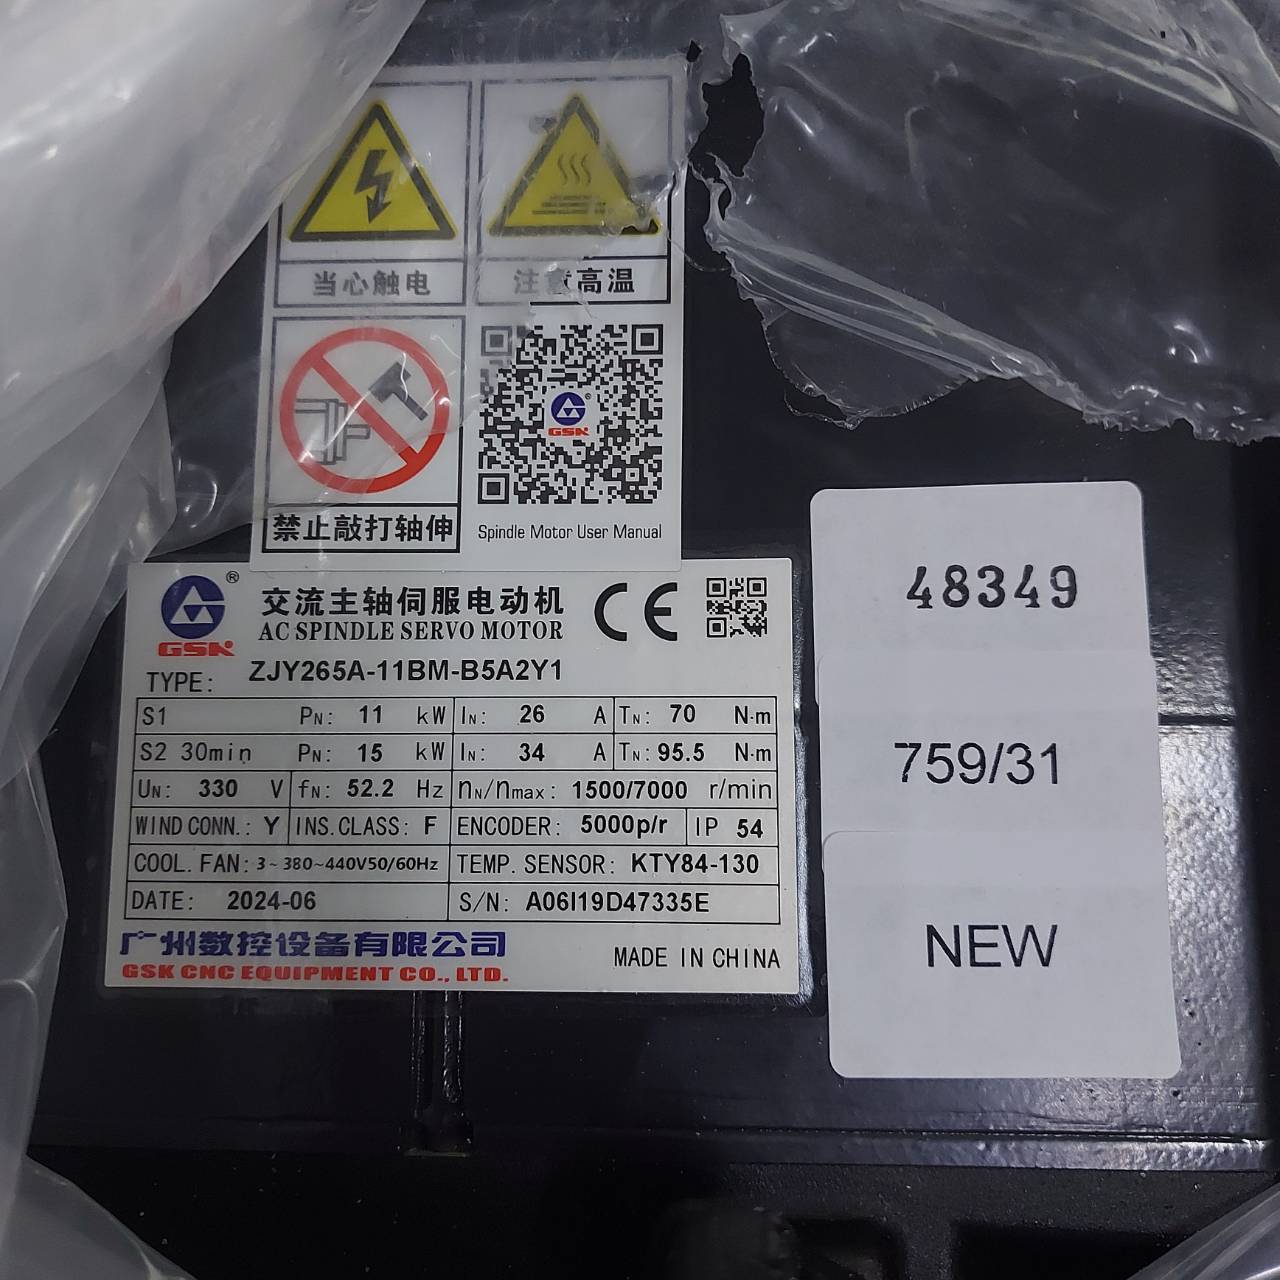 当心触电
注意高温
禁止敲打轴伸
GSK
Spindle Motor User Manual
GSK ®
交流主轴伺服电动机
AC SPINDLE SERVO MOTOR
CE
TYPE: ZJY265A-11BM-B5A2Y1
S1 PN: 11 kW IN: 26 A TN: 70 N·m
S2 30min PN: 15 kW IN: 34 A TN: 95.5 N·m
UN: 330 V fN: 52.2 Hz nN/nmax: 1500/7000 r/min
WIND CONN.: Y INS.CLASS: F ENCODER: 5000p/r IP 54
COOL. FAN: 3~380~440V50/60Hz TEMP. SENSOR: KTY84-130
DATE: 2024-06 S/N: A06I19D47335E
广州数控设备有限公司
GSK CNC EQUIPMENT CO., LTD.
MADE IN CHINA
48349
759/31
NEW